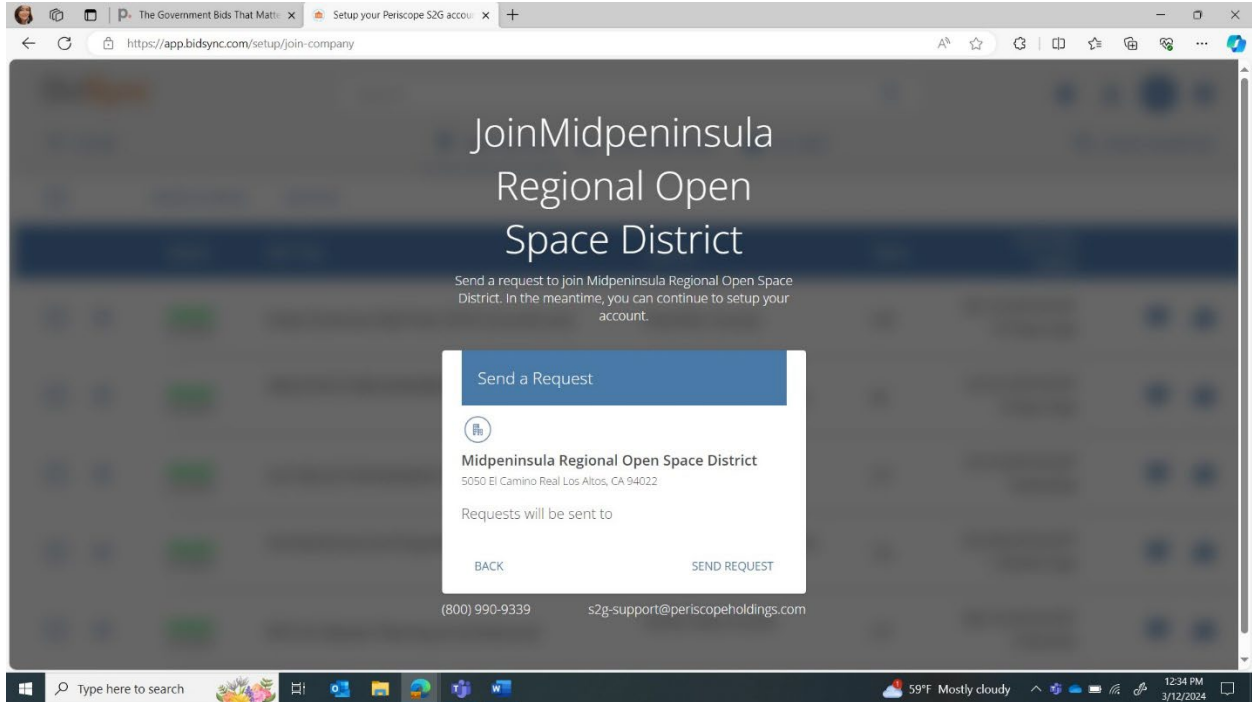 The Government Bids That Matte
Setup your Periscope S2G accou
https://app.bidsync.com/setup/join-company
JoinMidpeninsula
Regional Open
Space District
Send a request to join Midpeninsula Regional Open Space
District. In the meantime, you can continue to setup your
account.
Send a Request
Midpeninsula Regional Open Space District
5050 El Camino Real Los Altos, CA 94022
Requests will be sent to
BACK SEND REQUEST
(800) 990-9339 s2g-support@periscopeholdings.com
Type here to search
59°F Mostly cloudy
12:34 PM
3/12/2024